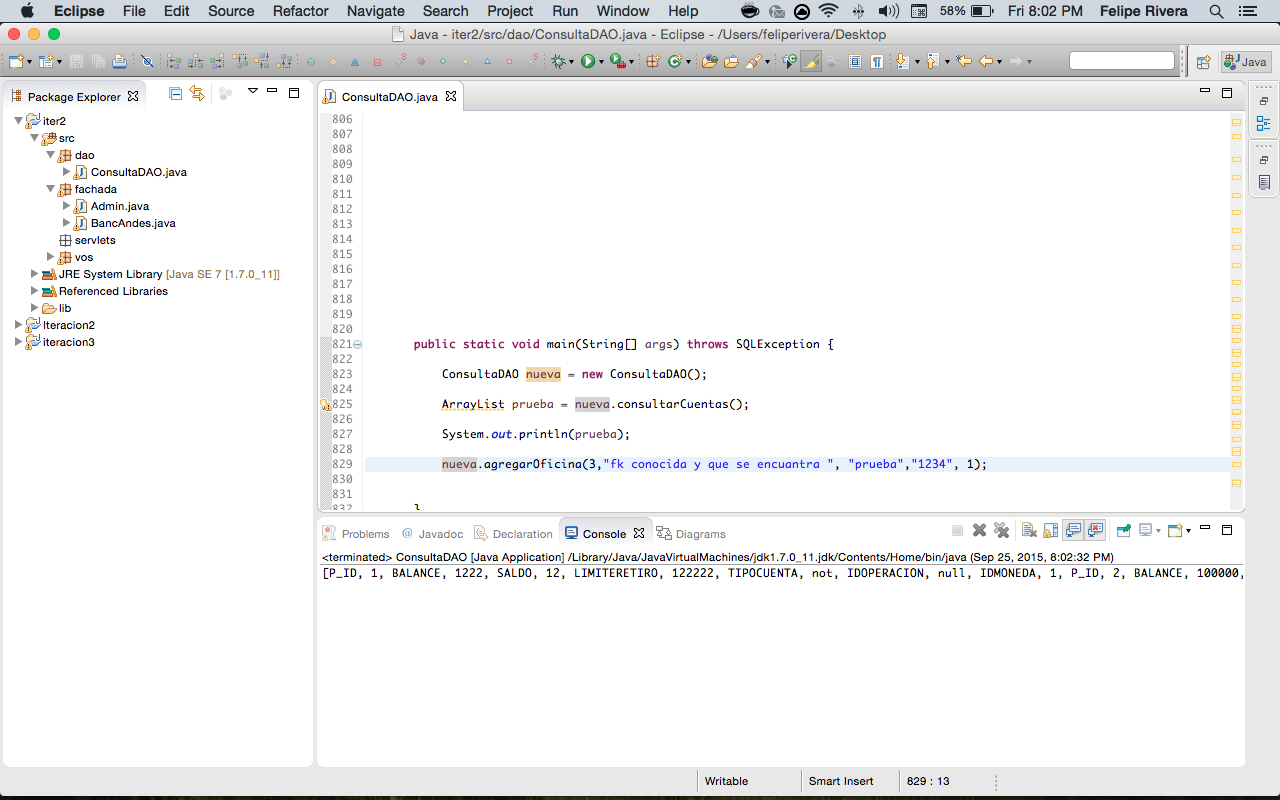 Eclipse File Edit Source Refactor Navigate Search Project Run Window Help 58% Fri 8:02 PM Felipe Rivera
Java - iter2/src/dao/ConsultaDAO.java - Eclipse - /Users/feliperivera/Desktop
Java
Package Explorer
iter2
src
dao
ConsultaDAO.java
fachada
Admin.java
BancAndes.java
servlets
vos
JRE System Library [Java SE 7 [1.7.0_11]]
Referenced Libraries
lib
Iteracion2
iteracion3
ConsultaDAO.java
806
807
808
809
810
811
812
813
814
815
816
817
818
819
820
821 public static void main(String[] args) throws SQLException {
822
823 ConsultaDAO nueva = new ConsultaDAO();
824
825 ArrayList prueba = nueva.consultarCuentas();
826
827 System.out.println(prueba);
828
829 nueva.agregarOficina(3,"fk conocida y que se encuantra ", "prueba","1234", 1);
830
831
832 }
Problems @ Javadoc Declaration Console Diagrams
<terminated> ConsultaDAO [Java Application] /Library/Java/JavaVirtualMachines/jdk1.7.0_11.jdk/Contents/Home/bin/java (Sep 25, 2015, 8:02:32 PM)
[P_ID, 1, BALANCE, 1222, SALDO, 12, LIMITERETIRO, 122222, TIPOCUENTA, not, IDOPERACION, null, IDMONEDA, 1, P_ID, 2, BALANCE, 100000,
Writable Smart Insert 829 : 13